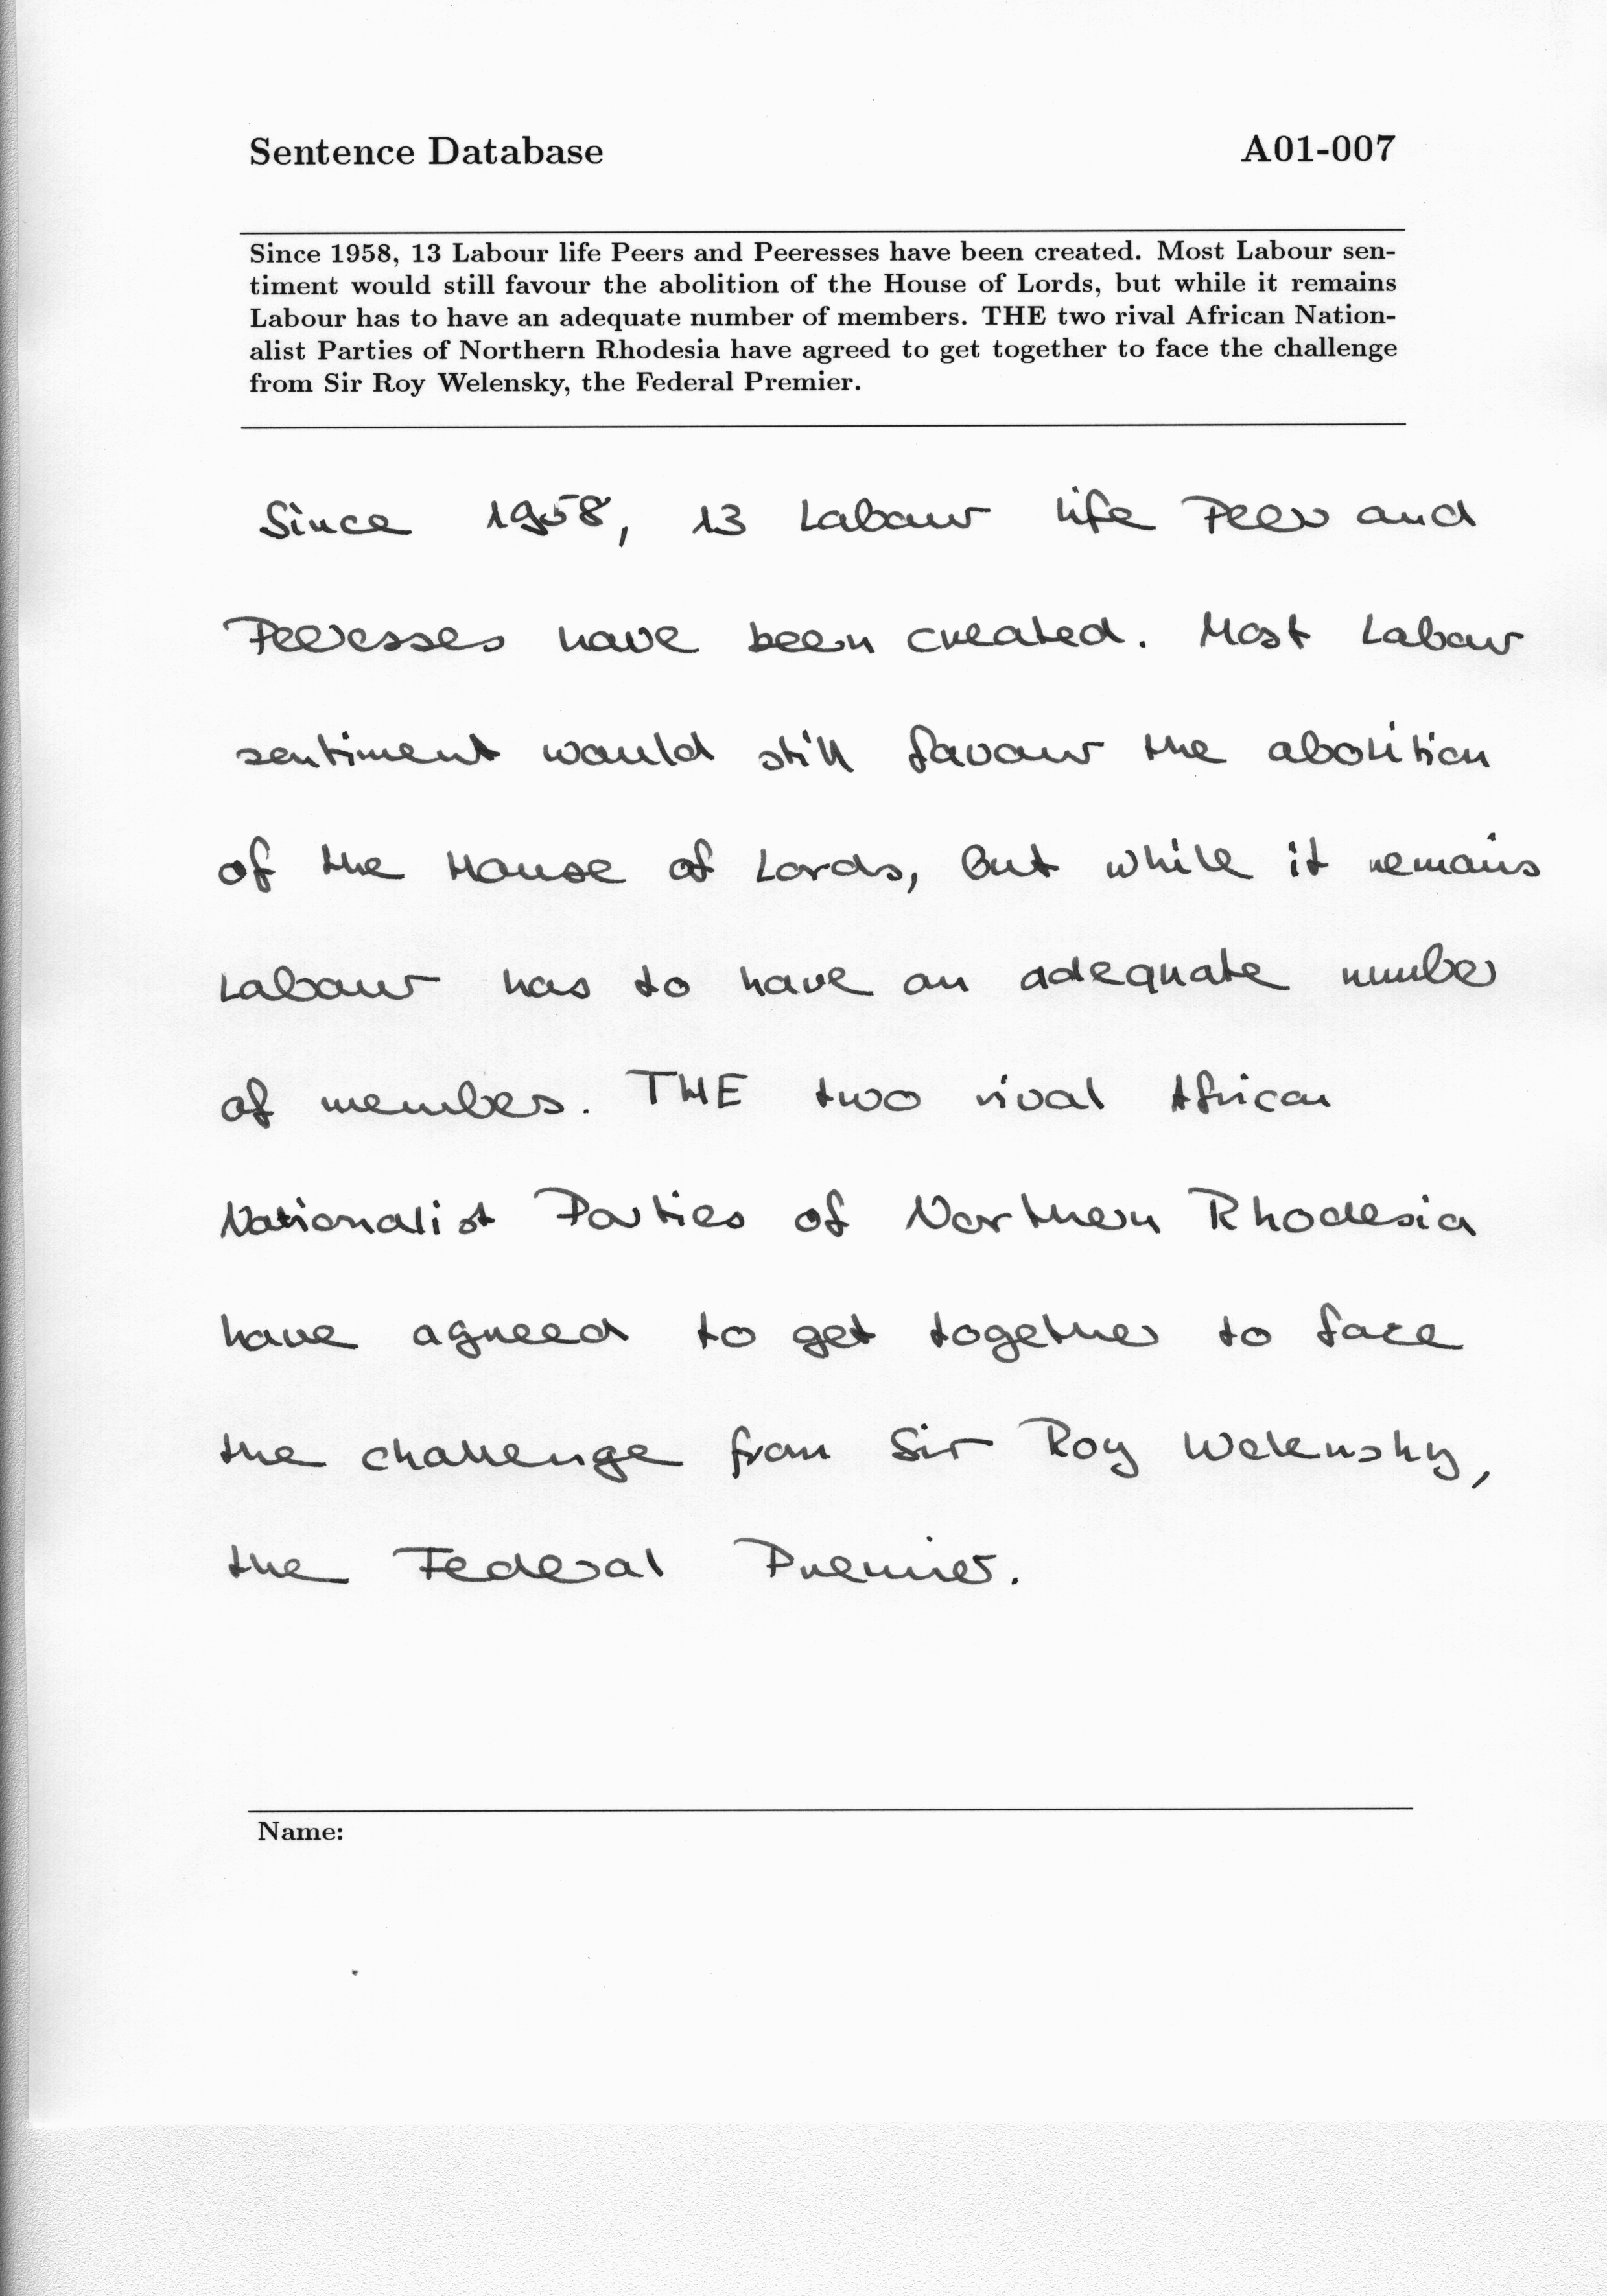 Sentence Database A01-007
Since 1958, 13 Labour life Peers and Peeresses have been created. Most Labour sen-
timent would still favour the abolition of the House of Lords, but while it remains
Labour has to have an adequate number of members. THE two rival African Nation-
alist Parties of Northern Rhodesia have agreed to get together to face the challenge
from Sir Roy Welensky, the Federal Premier.
Since 1958, 13 Labour life Peers and
Peeresses have been created. Most Labour
sentiment would still favour the abolition
of the House of Lords, but while it remains
Labour has to have an adequate number
of members. THE two rival African
Nationalist Parties of Northern Rhodesia
have agreed to get together to face
the challenge from Sir Roy Welensky,
the Federal Premier.
Name: